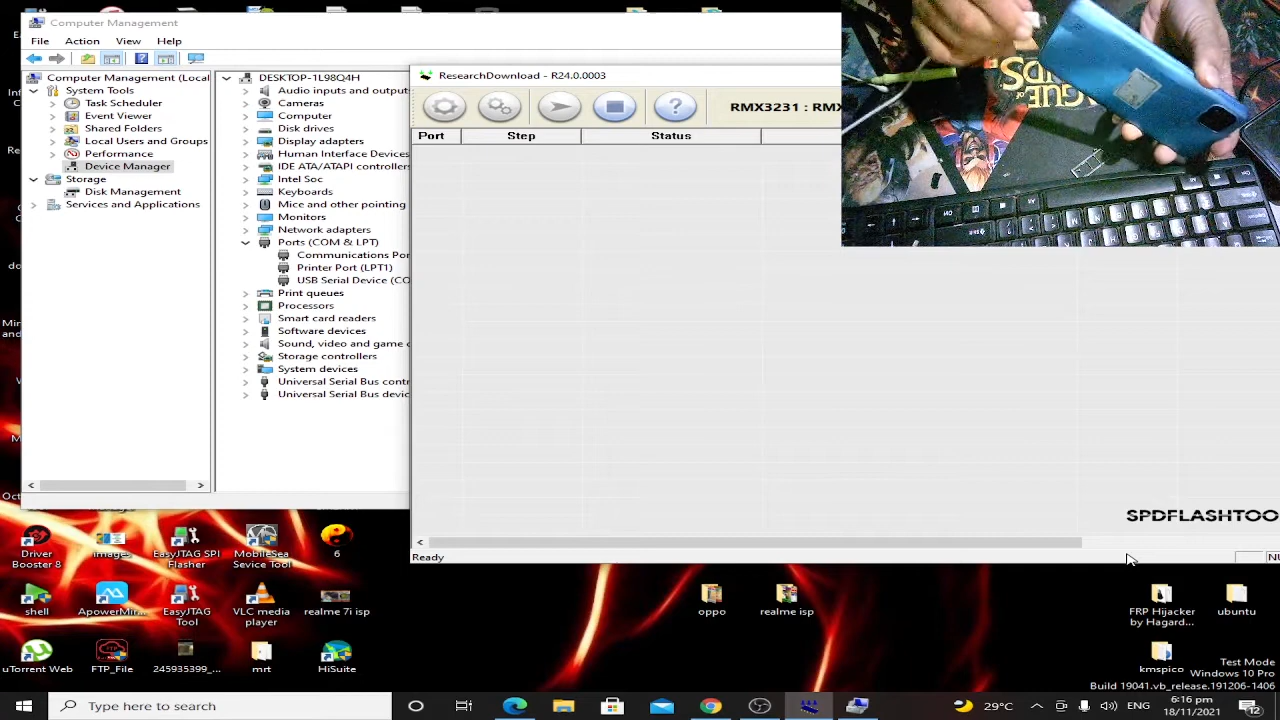 Computer Management
File Action View Help
Computer Management (Local
System Tools
Task Scheduler
Event Viewer
Shared Folders
Local Users and Groups
Performance
Device Manager
Storage
Disk Management
Services and Applications
DESKTOP-1L98Q4H
Audio inputs and output
Cameras
Computer
Disk drives
Display adapters
Human Interface Devices
IDE ATA/ATAPI controllers
Intel Soc
Keyboards
Mice and other pointing
Monitors
Network adapters
Ports (COM & LPT)
Communications Por
Printer Port (LPT1)
USB Serial Device (CO
Print queues
Processors
Smart card readers
Software devices
Sound, video and game c
Storage controllers
System devices
Universal Serial Bus contr
Universal Serial Bus devic
ResearchDownload - R24.0.0003
RMX3231 : RMX
Port Step Status
SPDFLASHTOO
Ready
NU
Driver Booster 8
images
EasyJTAG SPI Flasher
MobileSea Sevice Tool
6
shell
ApowerMir...
EasyJTAG Tool
VLC media player
realme 7i isp
oppo
realme isp
FRP Hijacker by Hagard...
ubuntu
uTorrent Web
FTP_File
245935399_...
mrt
HiSuite
kmspico
Test Mode
Windows 10 Pro
Build 19041.vb_release.191206-1406
Type here to search
29°C
ENG
6:16 pm
18/11/2021
12